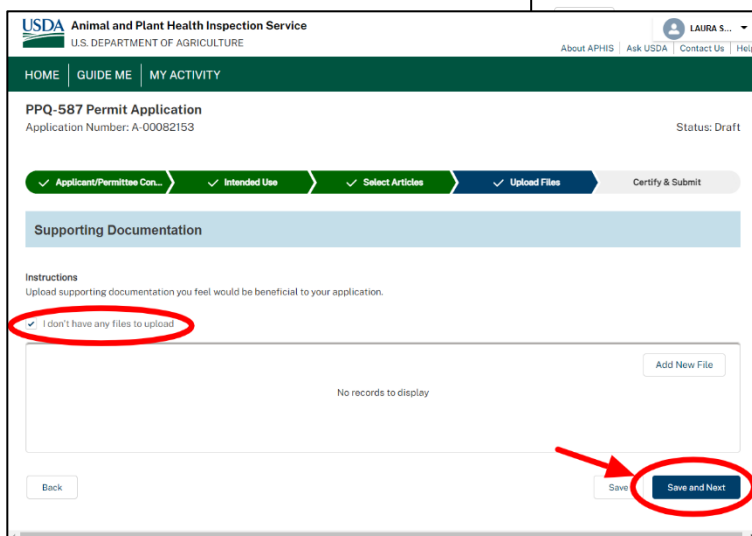 USDA Animal and Plant Health Inspection Service
U.S. DEPARTMENT OF AGRICULTURE
LAURA S...
About APHIS Ask USDA Contact Us Help
HOME GUIDE ME MY ACTIVITY
PPQ-587 Permit Application
Application Number: A-00082153 Status: Draft
Applicant/Permittee Con... Intended Use Select Articles Upload Files Certify & Submit
Supporting Documentation
Instructions
Upload supporting documentation you feel would be beneficial to your application.
I don't have any files to upload
Add New File
No records to display
Back Save Save and Next